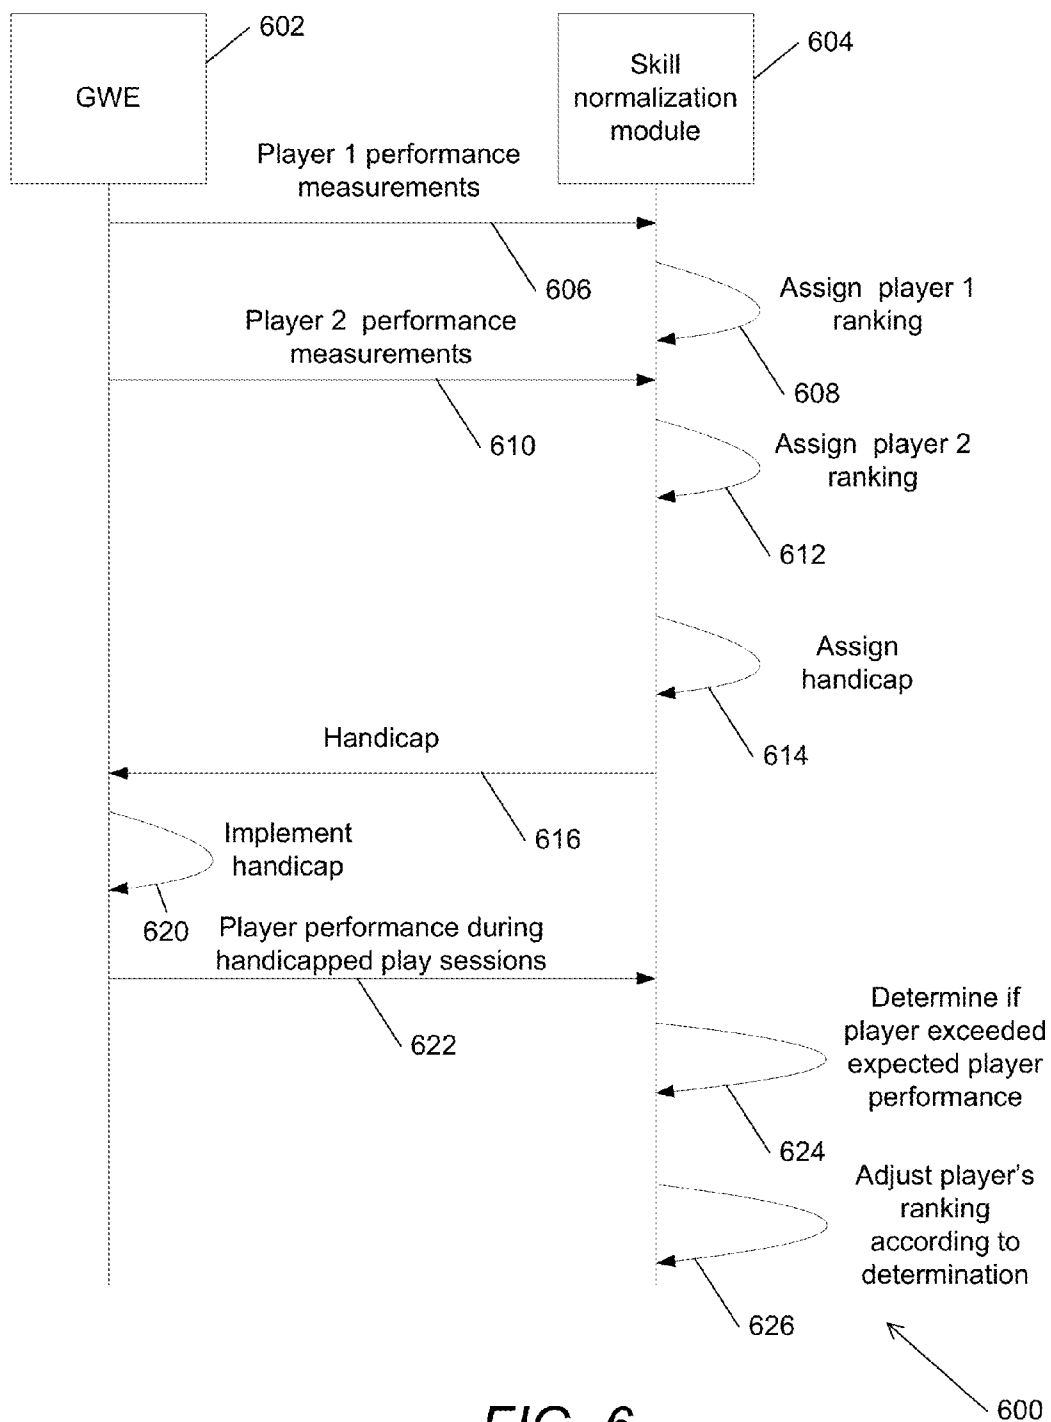 602
604
GWE
Skill
normalization
module
Player 1 performance
measurements
606
Assign player 1
ranking
608
Player 2 performance
measurements
610
Assign player 2
ranking
612
Assign
handicap
614
Handicap
616
Implement
handicap
620
Player performance during
handicapped play sessions
622
Determine if
player exceeded
expected player
performance
624
Adjust player's
ranking
according to
determination
626
600
FIG. 6